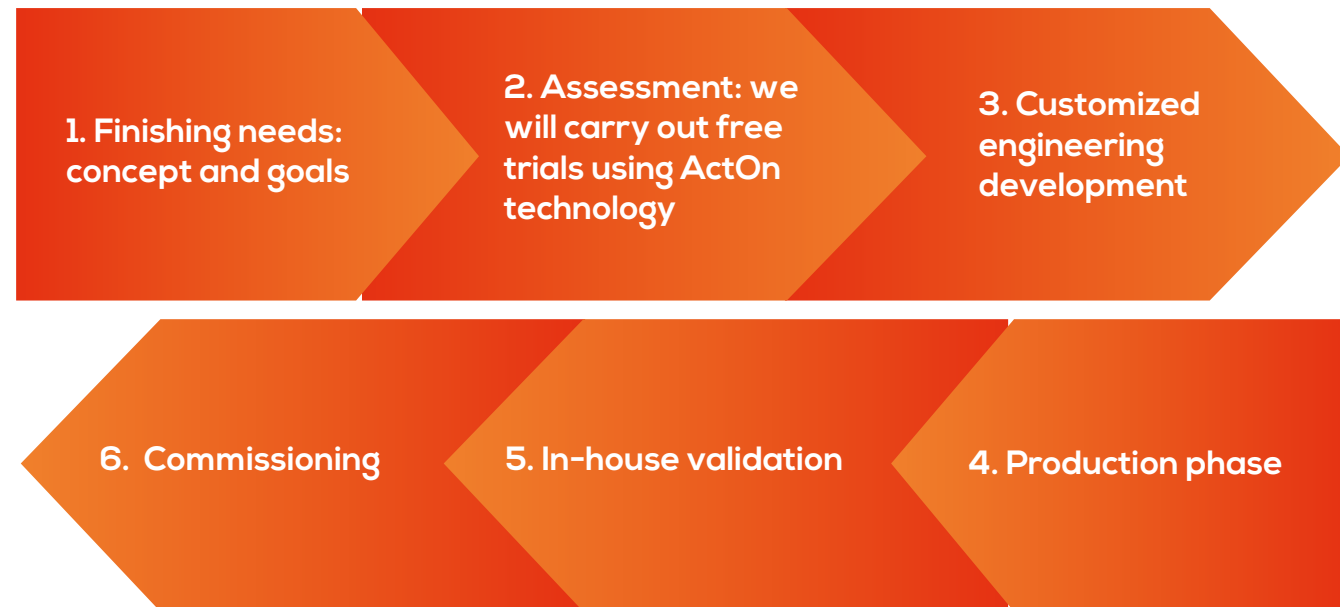 1. Finishing needs:
concept and goals
2. Assessment: we
will carry out free
trials using ActOn
technology
3. Customized
engineering
development
4. Production phase
5. In-house validation
6. Commissioning